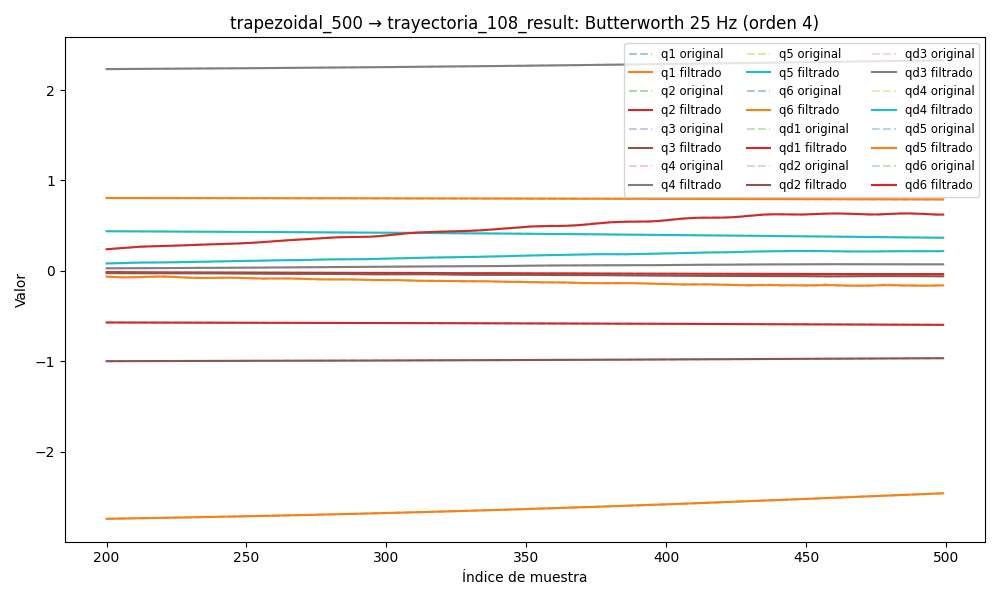 trapezoidal_500 → trayectoria_108_result: Butterworth 25 Hz (orden 4)
q1 original
q1 filtrado
q2 original
q2 filtrado
q3 original
q3 filtrado
q4 original
q4 filtrado
q5 original
q5 filtrado
q6 original
q6 filtrado
qd1 original
qd1 filtrado
qd2 original
qd2 filtrado
qd3 original
qd3 filtrado
qd4 original
qd4 filtrado
qd5 original
qd5 filtrado
qd6 original
qd6 filtrado
Valor
2
1
0
−1
−2
200
250
300
350
400
450
500
Índice de muestra